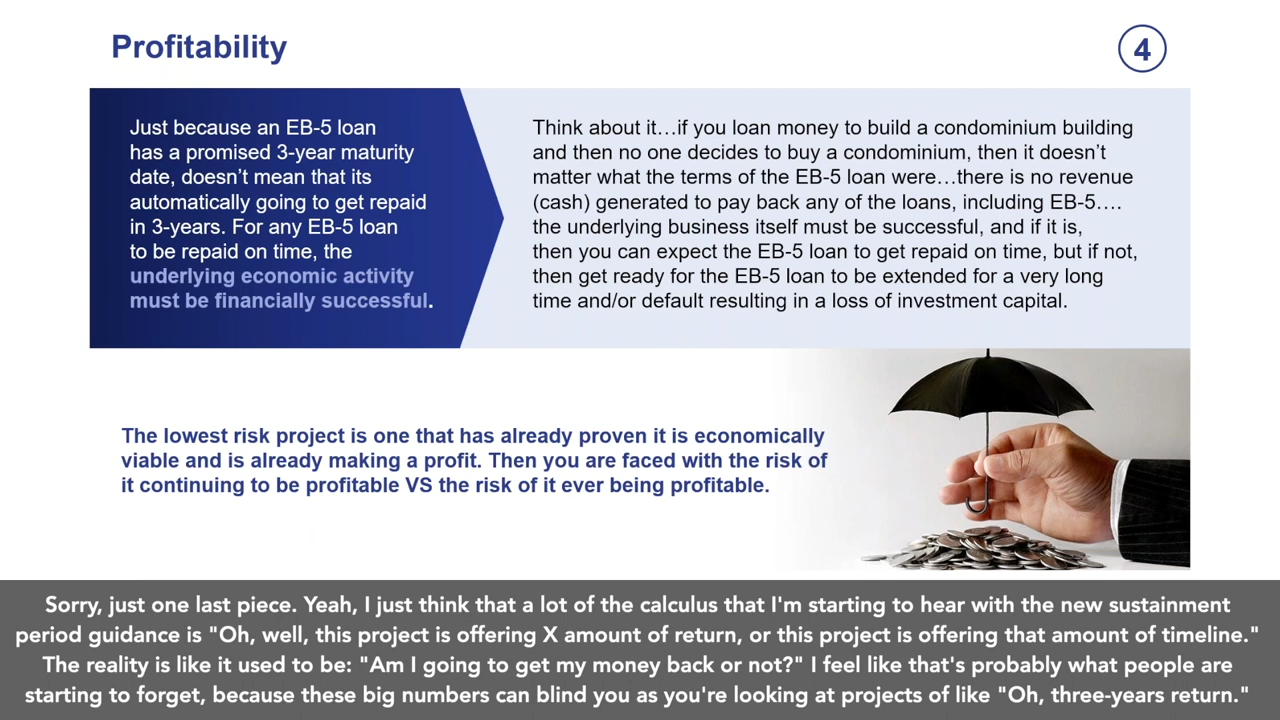 Profitability
4
Just because an EB-5 loan
has a promised 3-year maturity
date, doesn’t mean that its
automatically going to get repaid
in 3-years. For any EB-5 loan
to be repaid on time, the
underlying economic activity
must be financially successful.
Think about it…if you loan money to build a condominium building
and then no one decides to buy a condominium, then it doesn’t
matter what the terms of the EB-5 loan were…there is no revenue
(cash) generated to pay back any of the loans, including EB-5….
the underlying business itself must be successful, and if it is,
then you can expect the EB-5 loan to get repaid on time, but if not,
then get ready for the EB-5 loan to be extended for a very long
time and/or default resulting in a loss of investment capital.
The lowest risk project is one that has already proven it is economically
viable and is already making a profit. Then you are faced with the risk of
it continuing to be profitable VS the risk of it ever being profitable.
Sorry, just one last piece. Yeah, I just think that a lot of the calculus that I'm starting to hear with the new sustainment
period guidance is "Oh, well, this project is offering X amount of return, or this project is offering that amount of timeline."
The reality is like it used to be: "Am I going to get my money back or not?" I feel like that's probably what people are
starting to forget, because these big numbers can blind you as you're looking at projects of like "Oh, three-years return."